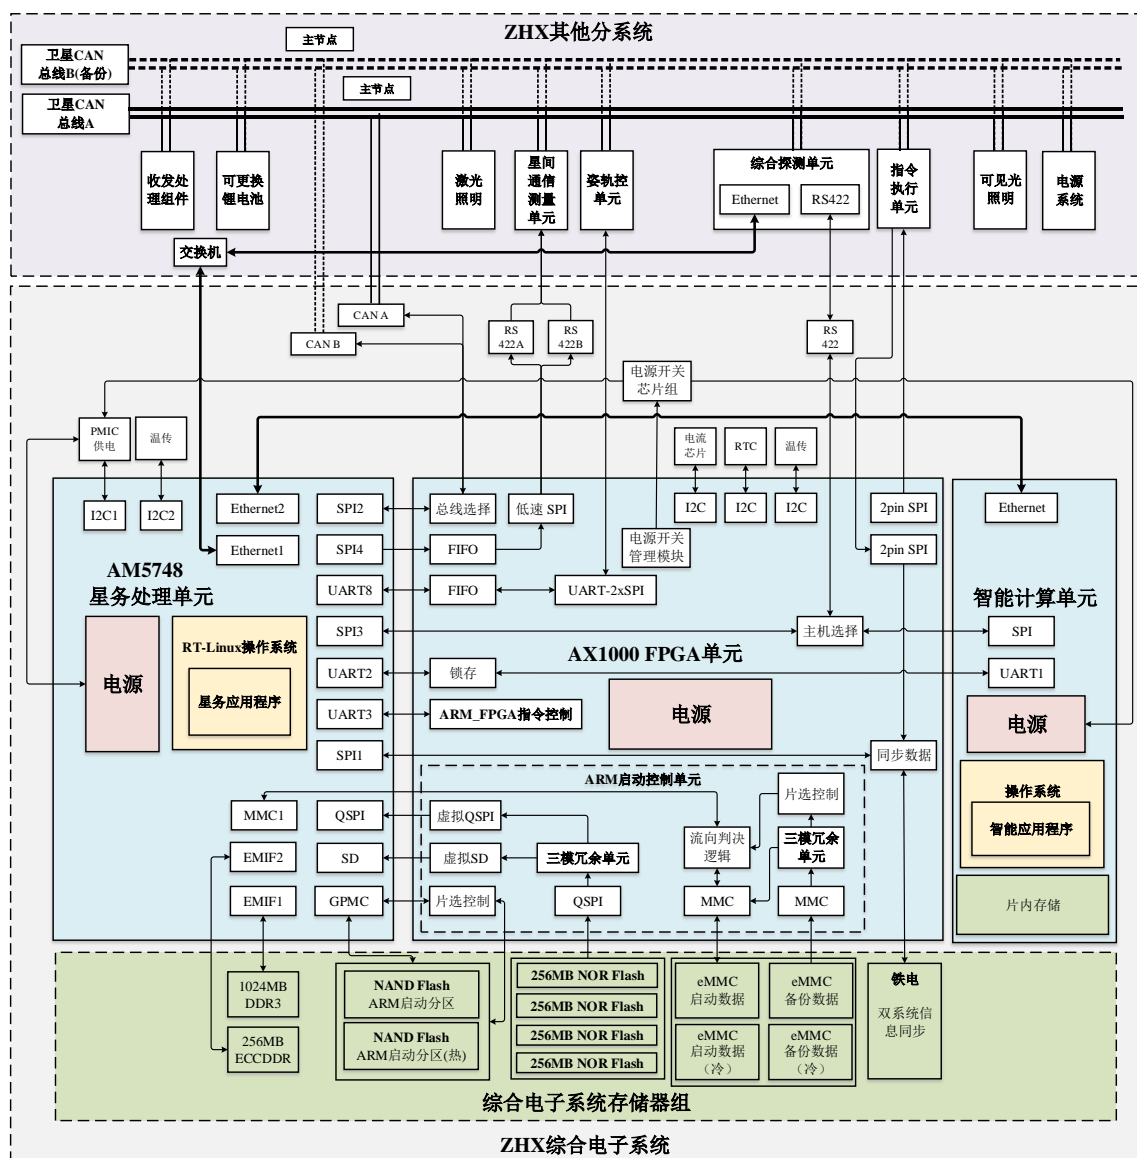 ZHX其他分系统
主节点
卫星CAN
总线B(备份)
主节点
卫星CAN
总线A
收发处
理组件
可更换
锂电池
激光
照明
星间
通信
测量
单元
姿轨控
单元
综合探测单元
Ethernet
RS422
指令
执行
单元
可见光
照明
电源
系统
交换机
CAN A
CAN B
RS
422A
RS
422B
RS
422
电源开关
芯片组
PMIC
供电
温传
电流
芯片
RTC
温传
I2C1
I2C2
Ethernet2
Ethernet1
AM5748
星务处理单元
电源
RT-Linux操作系统
星务应用程序
SPI2
SPI4
UART8
SPI3
UART2
UART3
SPI1
MMC1
QSPI
EMIF2
SD
EMIF1
GPMC
总线选择
低速 SPI
I2C
I2C
I2C
2pin SPI
FIFO
电源开关
管理模块
2pin SPI
FIFO
UART-2xSPI
主机选择
AX1000 FPGA单元
锁存
ARM_FPGA指令控制
电源
同步数据
ARM启动控制单元
片选控制
虚拟QSPI
流向判决
逻辑
三模冗余
单元
虚拟SD
三模冗余单元
片选控制
QSPI
MMC
MMC
Ethernet
智能计算单元
SPI
UART1
电源
操作系统
智能应用程序
片内存储
1024MB
DDR3
256MB
ECCDDR
NAND Flash
ARM启动分区
NAND Flash
ARM启动分区(热)
256MB NOR Flash
256MB NOR Flash
256MB NOR Flash
256MB NOR Flash
eMMC
启动数据
eMMC
备份数据
eMMC
启动数据
（冷）
eMMC
备份数据
（冷）
铁电
双系统信
息同步
综合电子系统存储器组
ZHX综合电子系统